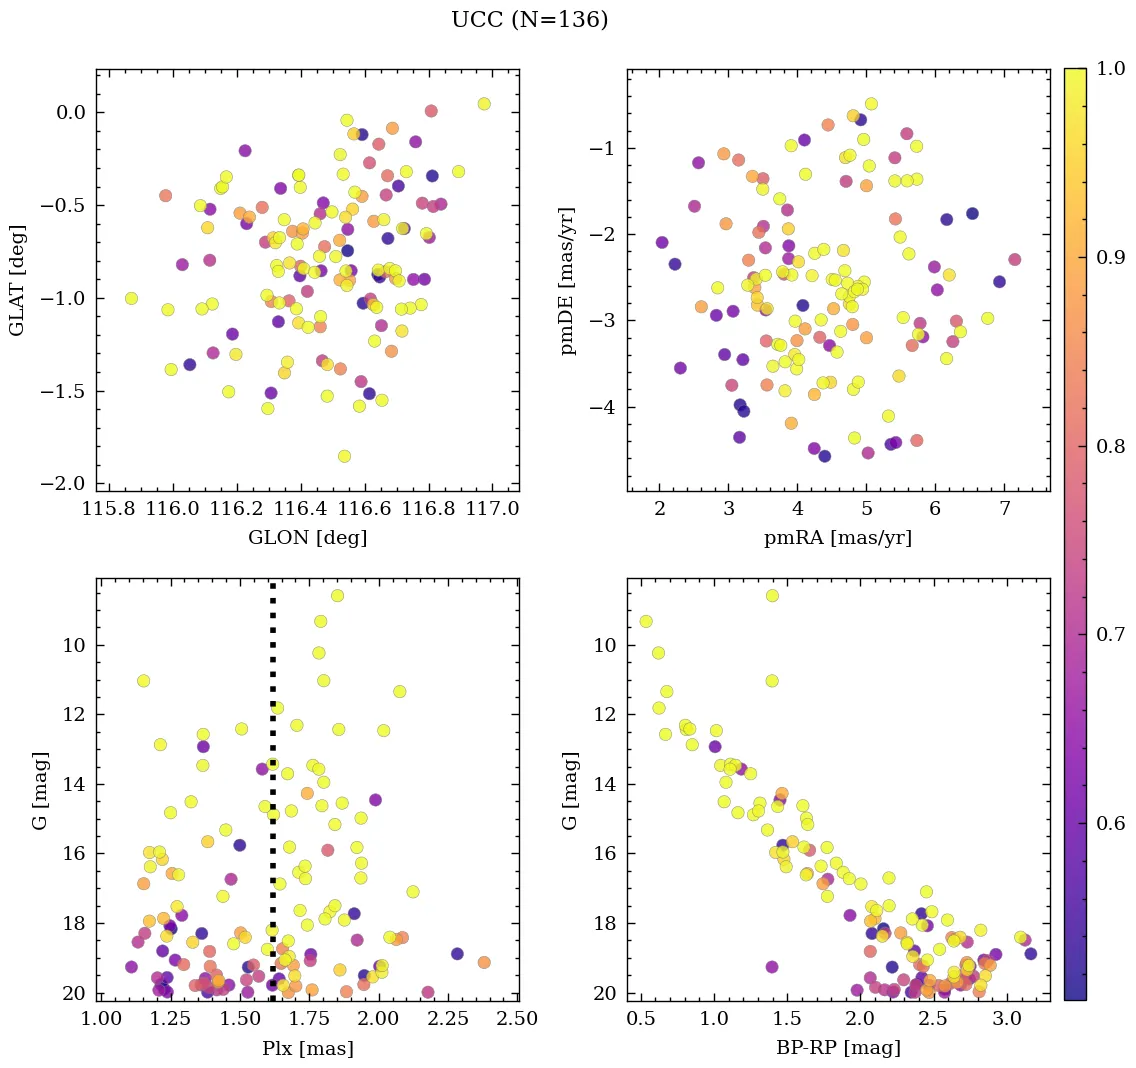 UCC (N=136)
0.0
−0.5
−1.0
−1.5
−2.0
GLAT [deg]
115.8 116.0 116.2 116.4 116.6 116.8 117.0
GLON [deg]
−1
−2
−3
−4
pmDE [mas/yr]
2 3 4 5 6 7
pmRA [mas/yr]
1.0
0.9
0.8
0.7
0.6
10
12
14
16
18
20
G [mag]
1.00 1.25 1.50 1.75 2.00 2.25 2.50
Plx [mas]
10
12
14
16
18
20
G [mag]
0.5 1.0 1.5 2.0 2.5 3.0
BP-RP [mag]